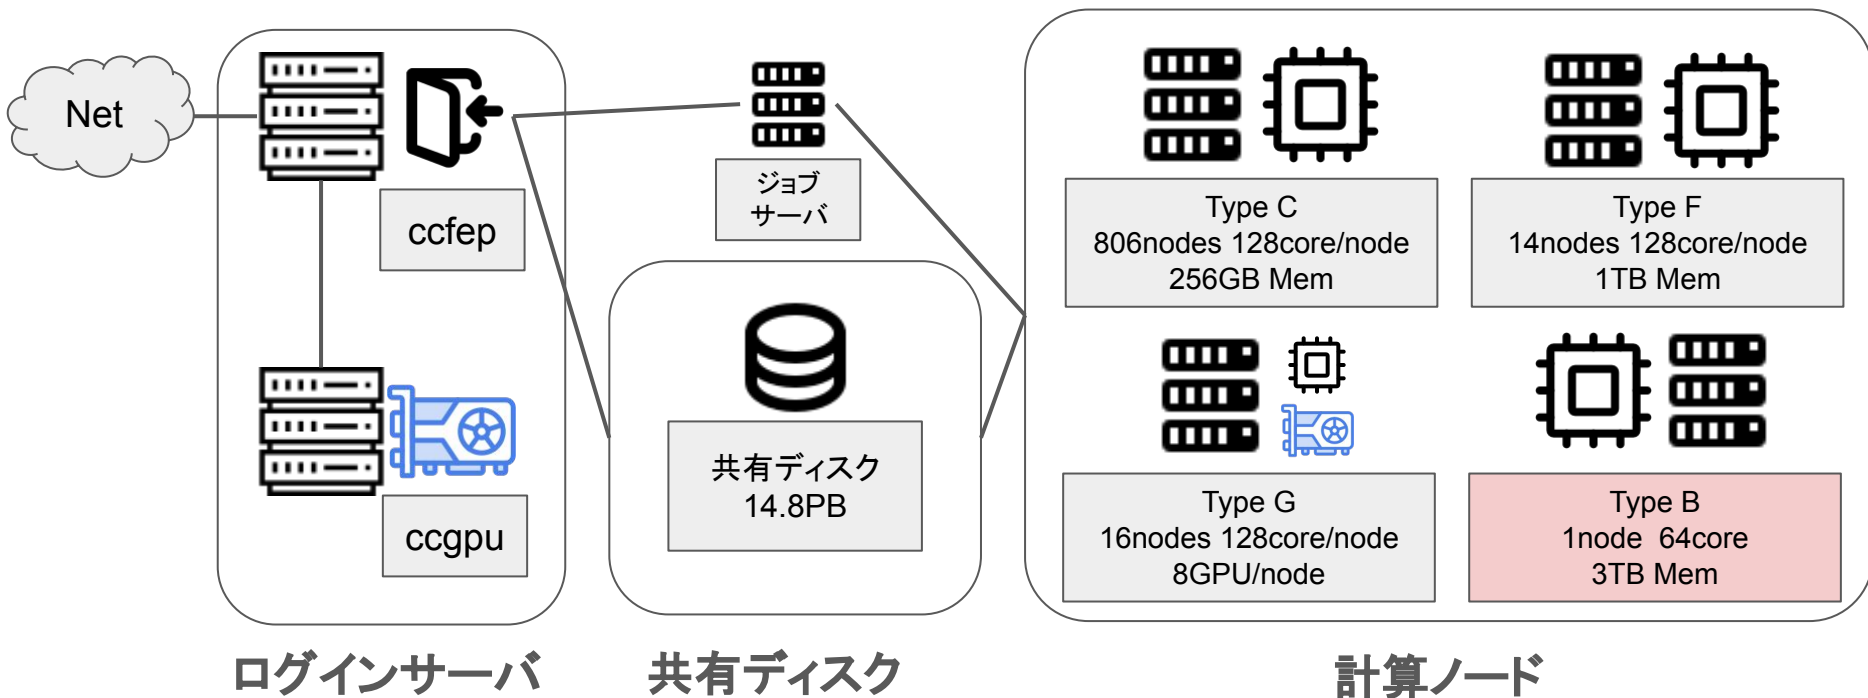 Net
ccfep
ccgpu
ログインサーバ
ジョブ
サーバ
共有ディスク
14.8PB
共有ディスク
Type C
806nodes 128core/node
256GB Mem
Type F
14nodes 128core/node
1TB Mem
Type G
16nodes 128core/node
8GPU/node
Type B
1node  64core
3TB Mem
計算ノード